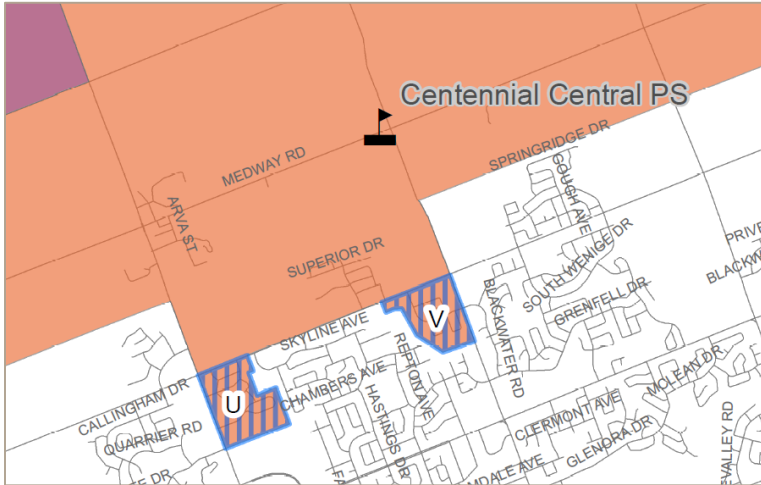 Centennial Central PS
SPRINGRIDGE DR
MEDWAY RD
GOUGH AVE
ARVA ST
SUPERIOR DR
SOUTH WENIGE DR
BLACKWATER RD
GRENFELL DR
V
SKYLINE AVE
REPTON AVE
CALLINGHAM DR
U
CHAMBERS AVE
HASTINGS DR
MCLEAN DR
QUARRIER RD
CLERMONT AVE
GLENORA DR